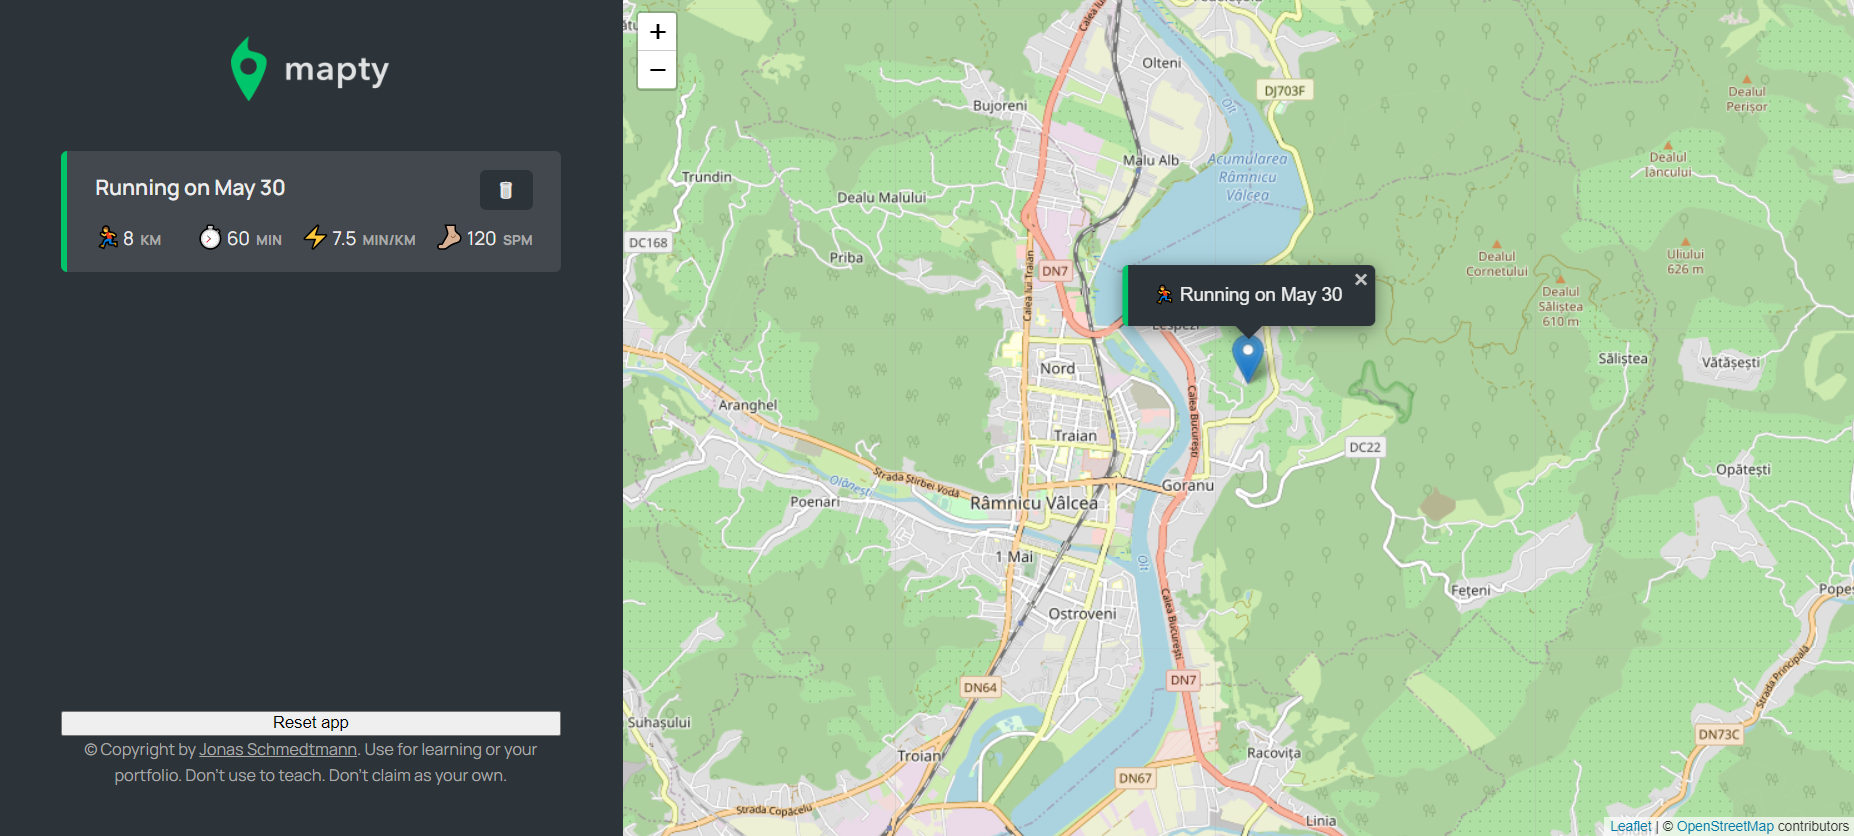 mapty
Running on May 30
8 KM 60 MIN 7.5 MIN/KM 120 SPM
Reset app
© Copyright by Jonas Schmedtmann. Use for learning or your
portfolio. Don't use to teach. Don't claim as your own.
+
−
Olteni
DJ703F
Bujoreni
Olt
Dealul
Perișor
Malu Alb
Acumularea
Râmnicu
Vâlcea
Dealul
Iancului
Trundin
Dealu Malului
DC168
Priba
Calea lui Traian
DN7
Dealul
Cornetului
Uliului
626 m
Running on May 30
×
Dealul
Săliștea
610 m
Nord
Săliștea
Vătășești
Aranghel
Calea București
Traian
DC22
Opătești
Strada Știrbei Vodă
Olănești
Poenari
Râmnicu Vâlcea
Goranu
1 Mai
Olt
Fețeni
Ostroveni
Calea București
DN7
DN64
Strada Principală
Suhașului
DN73C
Troian
Racovița
DN67
Strada Copăcelu
Linia
Leaflet | © OpenStreetMap contributors